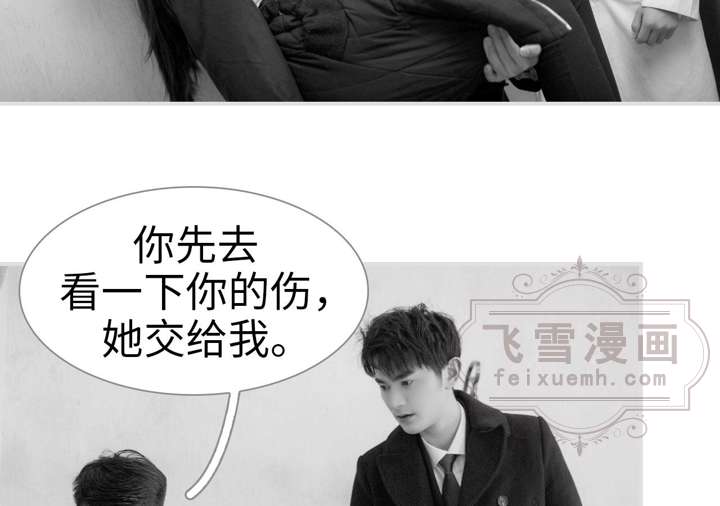 你先去
看一下你的伤，
她交给我。
飞雪漫画
feixuemh.com